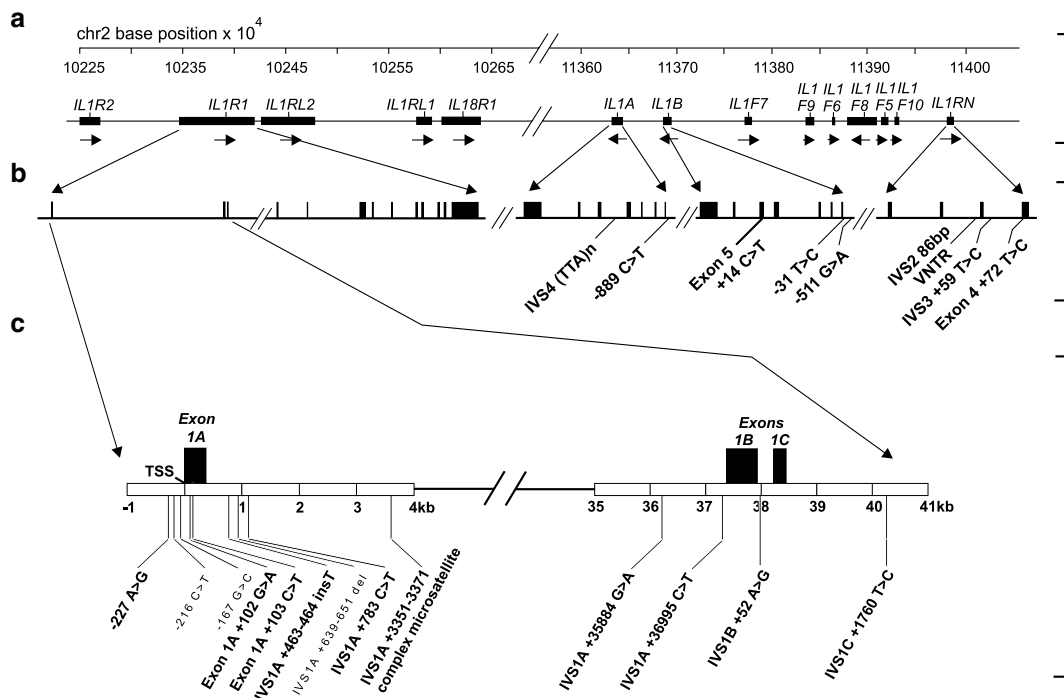 a
chr2 base position x 10^4
10225 10235 10245 10255 10265 11360 11370 11380 11390 11400
IL1R2 IL1R1 IL1RL2 IL1RL1 IL18R1 IL1A IL1B IL1F7 IL1 F9 IL1 F6 IL1 F8 IL1 F5 IL1 F10 IL1RN
b
IVS4 (TTA)n
-889 C>T
Exon 5
+14 C>T
-31 T>C
-511 G>A
IVS2 86bp
VNTR
IVS3 +59 T>C
Exon 4 +72 T>C
c
Exon
1A
Exons
1B 1C
TSS
-1 1 2 3 4kb 35 36 37 38 39 40 41kb
-227 A>G
-216 C>T
-167 G>C
Exon 1A +102 G>A
Exon 1A +103 C>T
IVS1A +463-464 insT
IVS1A +639-651 del
IVS1A +783 C>T
IVS1A +3351-3371
complex microsatellite
IVS1A +35884 G>A
IVS1A +36995 C>T
IVS1B +52 A>G
IVS1C +1760 T>C